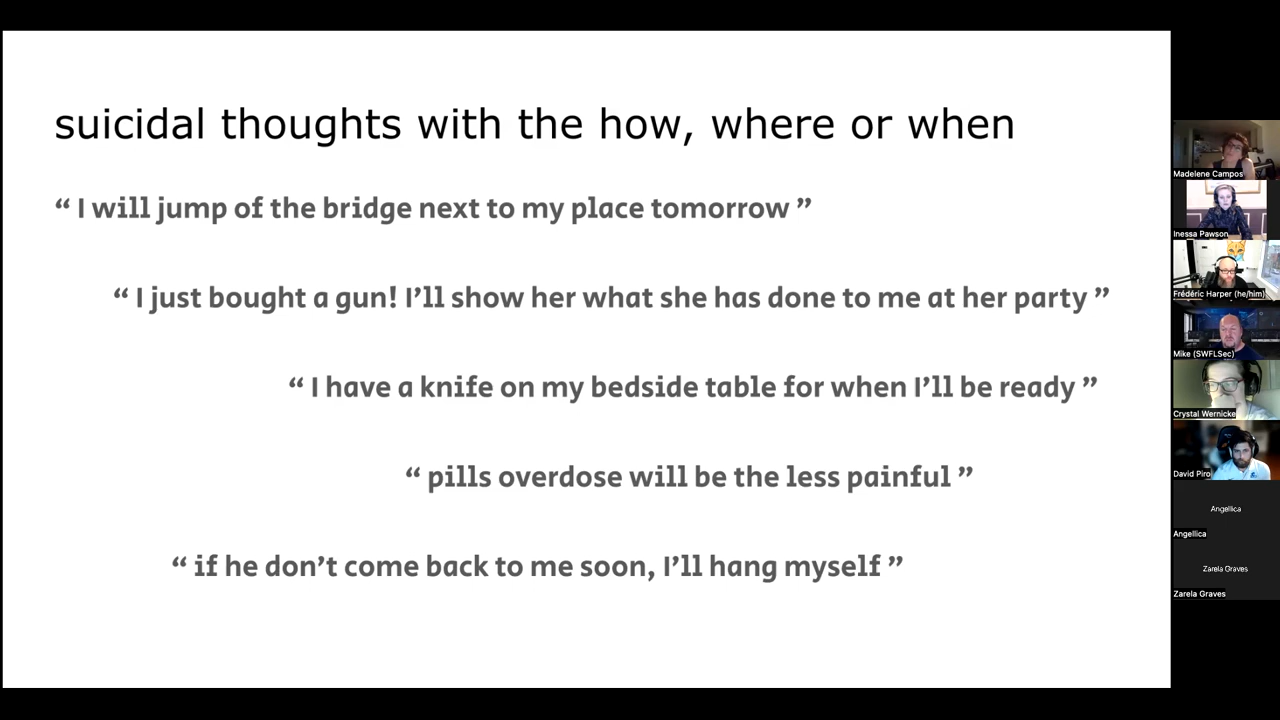 suicidal thoughts with the how, where or when
“ I will jump of the bridge next to my place tomorrow ”
“ I just bought a gun! I’ll show her what she has done to me at her party ”
“ I have a knife on my bedside table for when I’ll be ready ”
“ pills overdose will be the less painful ”
“ if he don’t come back to me soon, I’ll hang myself ”
Madelene Campos
Inessa Pawson
Frédéric Harper (he/him)
Mike (SWFLSec)
Crystal Wernicke
David Piro
Angellica
Angellica
Zarela Graves
Zarela Graves